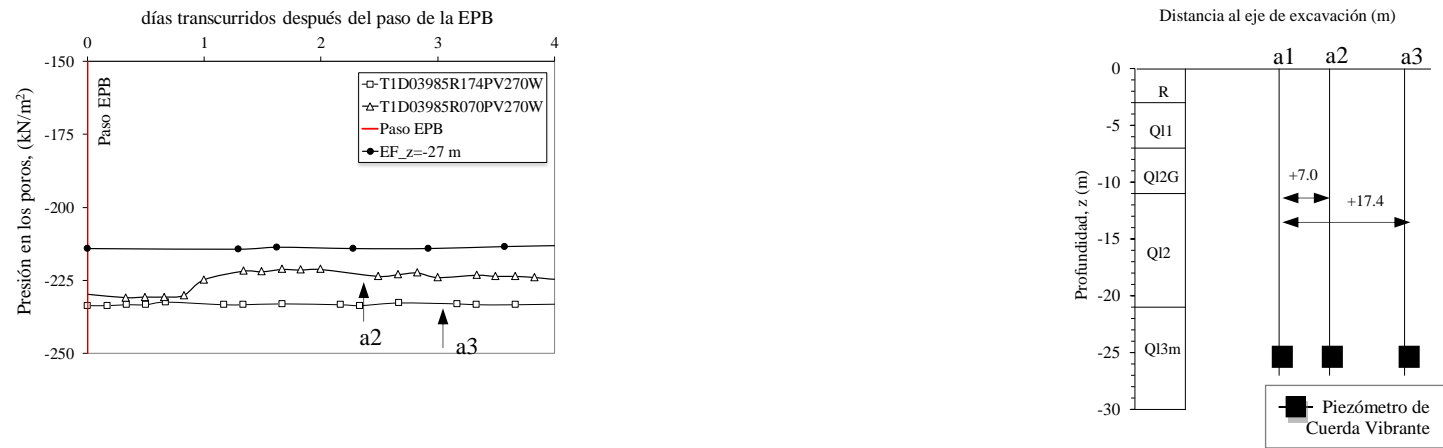 días transcurridos después del paso de la EPB
0 1 2 3 4
-150
-175
-200
-225
-250
Presión en los poros, (kN/m²)
Paso EPB
T1D03985R174PV270W
T1D03985R070PV270W
Paso EPB
EF_z=-27 m
a2
a3
Distancia al eje de excavación (m)
a1 a2 a3
0
-5
-10
-15
-20
-25
-30
Profundidad, z (m)
R
Ql1
Ql2G
Ql2
Ql3m
+7.0
+17.4
Piezómetro de
Cuerda Vibrante